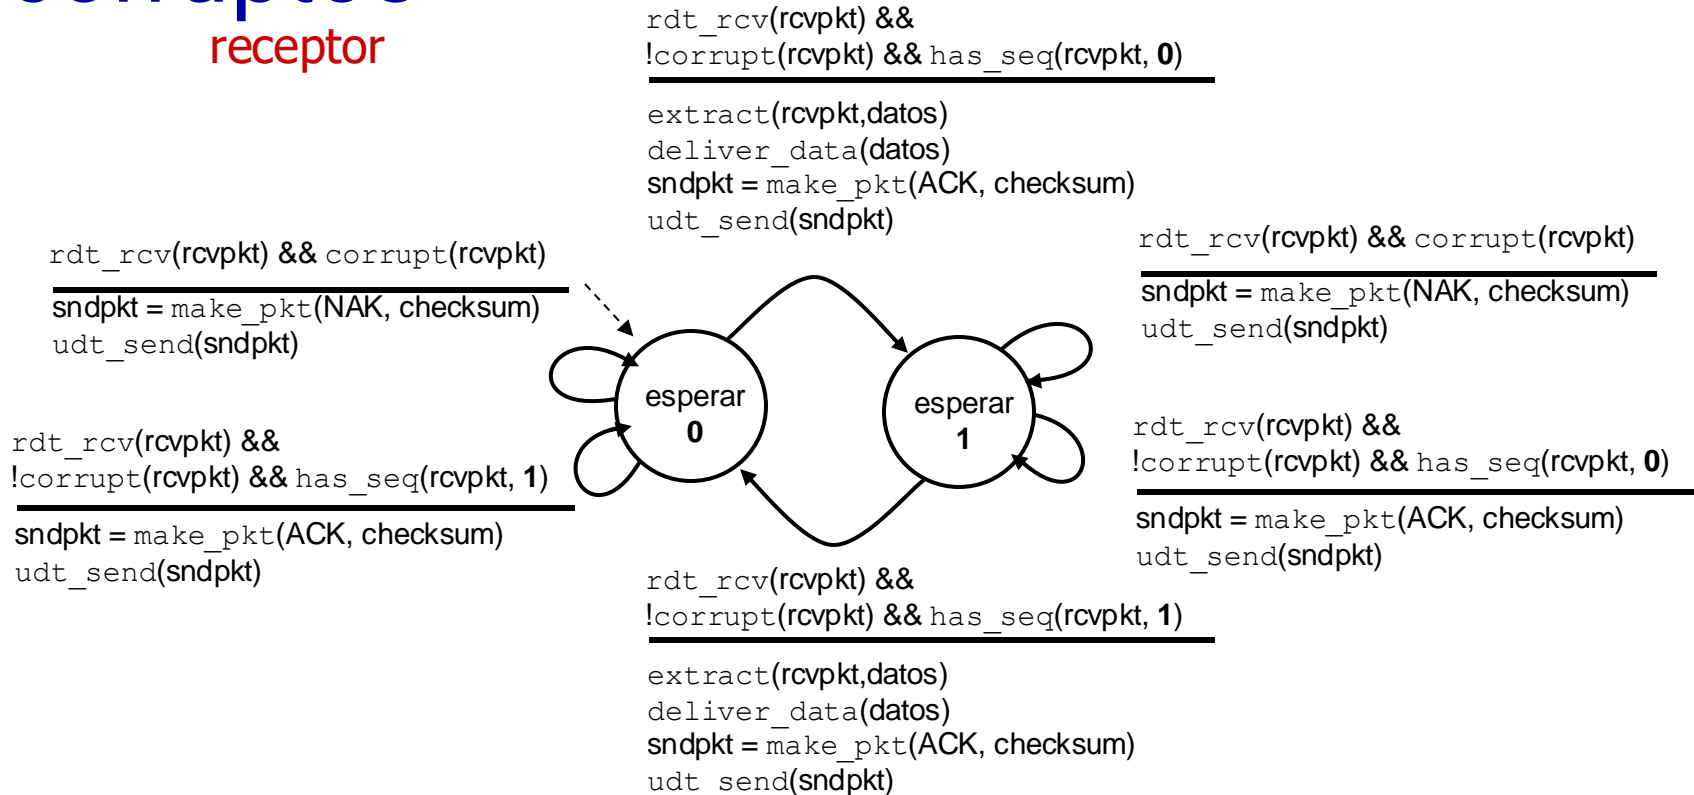 receptor
rdt_rcv(rcvpkt) &&
!corrupt(rcvpkt) && has_seq(rcvpkt, 0)
extract(rcvpkt,datos)
deliver_data(datos)
sndpkt = make_pkt(ACK, checksum)
udt_send(sndpkt)
rdt_rcv(rcvpkt) && corrupt(rcvpkt)
sndpkt = make_pkt(NAK, checksum)
udt_send(sndpkt)
rdt_rcv(rcvpkt) && corrupt(rcvpkt)
sndpkt = make_pkt(NAK, checksum)
udt_send(sndpkt)
esperar
0
esperar
1
rdt_rcv(rcvpkt) &&
!corrupt(rcvpkt) && has_seq(rcvpkt, 1)
sndpkt = make_pkt(ACK, checksum)
udt_send(sndpkt)
rdt_rcv(rcvpkt) &&
!corrupt(rcvpkt) && has_seq(rcvpkt, 0)
sndpkt = make_pkt(ACK, checksum)
udt_send(sndpkt)
rdt_rcv(rcvpkt) &&
!corrupt(rcvpkt) && has_seq(rcvpkt, 1)
extract(rcvpkt,datos)
deliver_data(datos)
sndpkt = make_pkt(ACK, checksum)
udt_send(sndpkt)